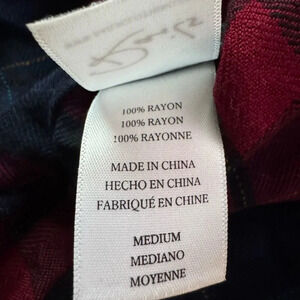 100% RAYON
100% RAYON
100% RAYONNE
MADE IN CHINA
HECHO EN CHINA
FABRIQUÉ EN CHINE
MEDIUM
MEDIANO
MOYENNE